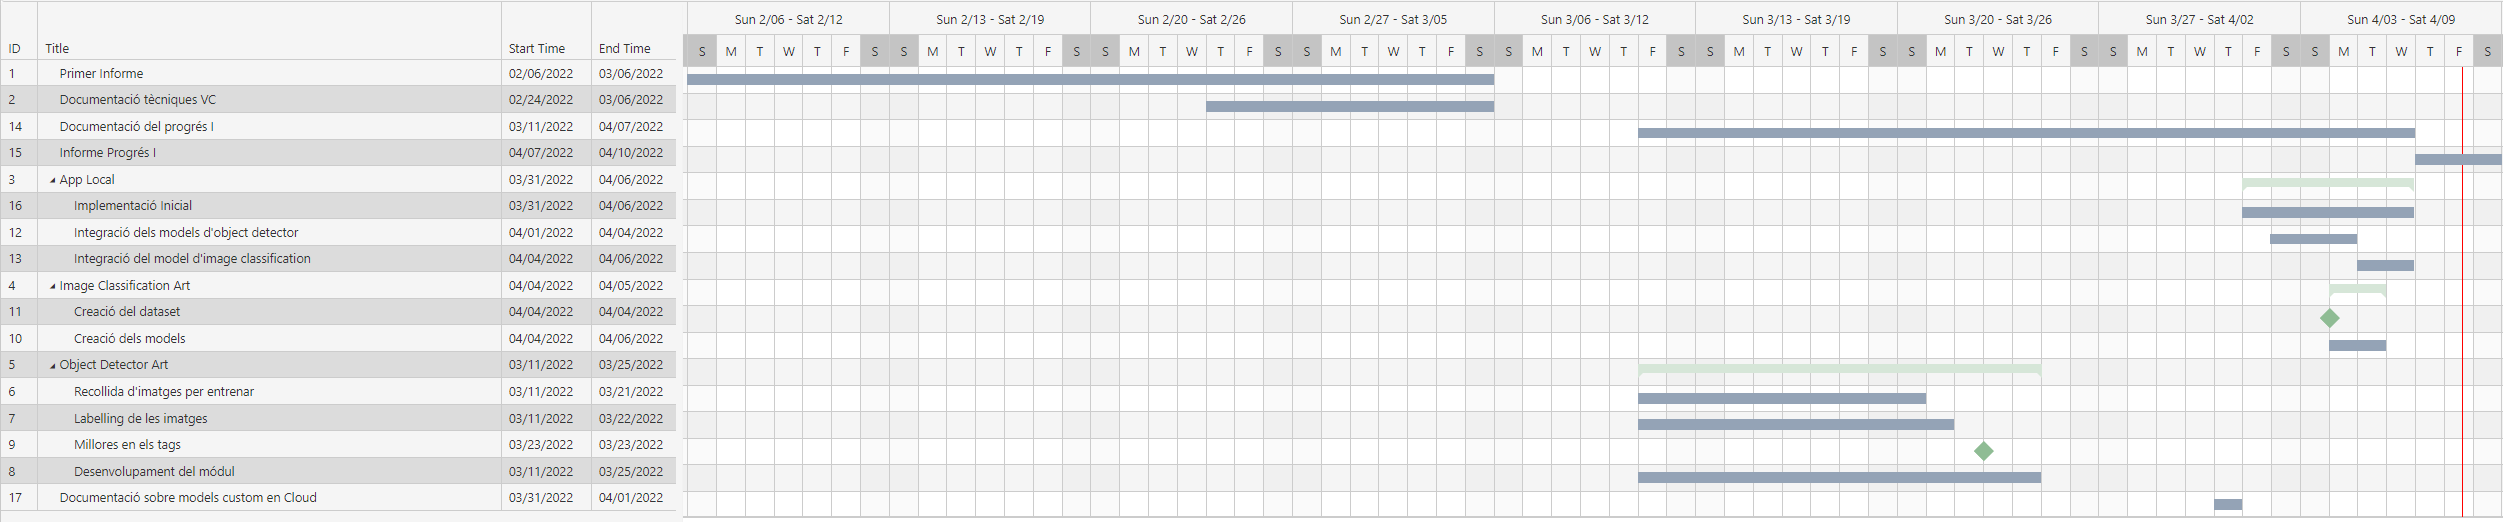 Sun 2/06 - Sat 2/12 Sun 2/13 - Sat 2/19 Sun 2/20 - Sat 2/26 Sun 2/27 - Sat 3/05 Sun 3/06 - Sat 3/12 Sun 3/13 - Sat 3/19 Sun 3/20 - Sat 3/26 Sun 3/27 - Sat 4/02 Sun 4/03 - Sat 4/09
ID Title Start Time End Time S M T W T F S S M T W T F S S M T W T F S S M T W T F S S M T W T F S S M T W T F S S M T W T F S S M T W T F S S M T W T F S
1 Primer Informe 02/06/2022 03/06/2022
2 Documentació tècniques VC 02/24/2022 03/06/2022
14 Documentació del progrés I 03/11/2022 04/07/2022
15 Informe Progrés I 04/07/2022 04/10/2022
3 App Local 03/31/2022 04/06/2022
16 Implementació Inicial 03/31/2022 04/06/2022
12 Integració dels models d'object detector 04/01/2022 04/04/2022
13 Integració del model d'image classification 04/04/2022 04/06/2022
4 Image Classification Art 04/04/2022 04/05/2022
11 Creació del dataset 04/04/2022 04/04/2022
10 Creació dels models 04/04/2022 04/06/2022
5 Object Detector Art 03/11/2022 03/25/2022
6 Recollida d'imatges per entrenar 03/11/2022 03/21/2022
7 Labelling de les imatges 03/11/2022 03/22/2022
9 Millores en els tags 03/23/2022 03/23/2022
8 Desenvolupament del módul 03/11/2022 03/25/2022
17 Documentació sobre models custom en Cloud 03/31/2022 04/01/2022